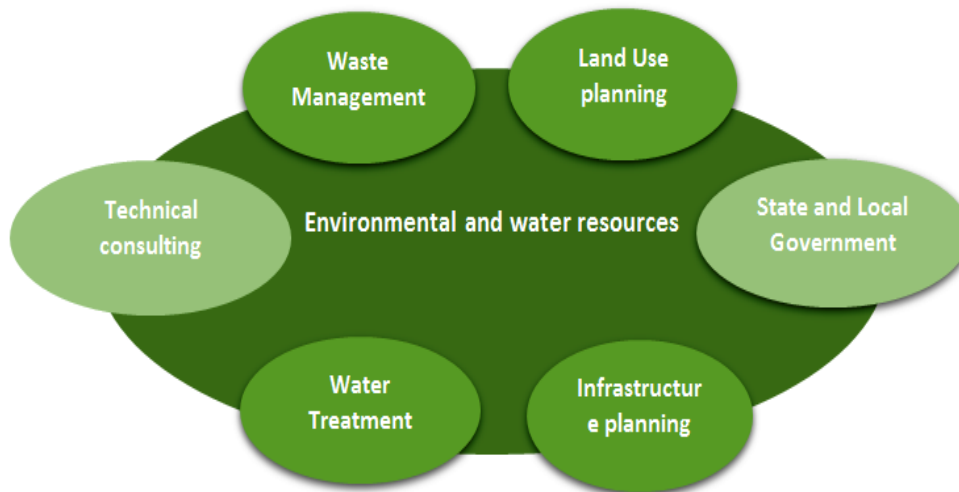 Waste
Management
Land Use
planning
Technical
consulting
Environmental and water resources
State and Local
Government
Water
Treatment
Infrastructur
e planning